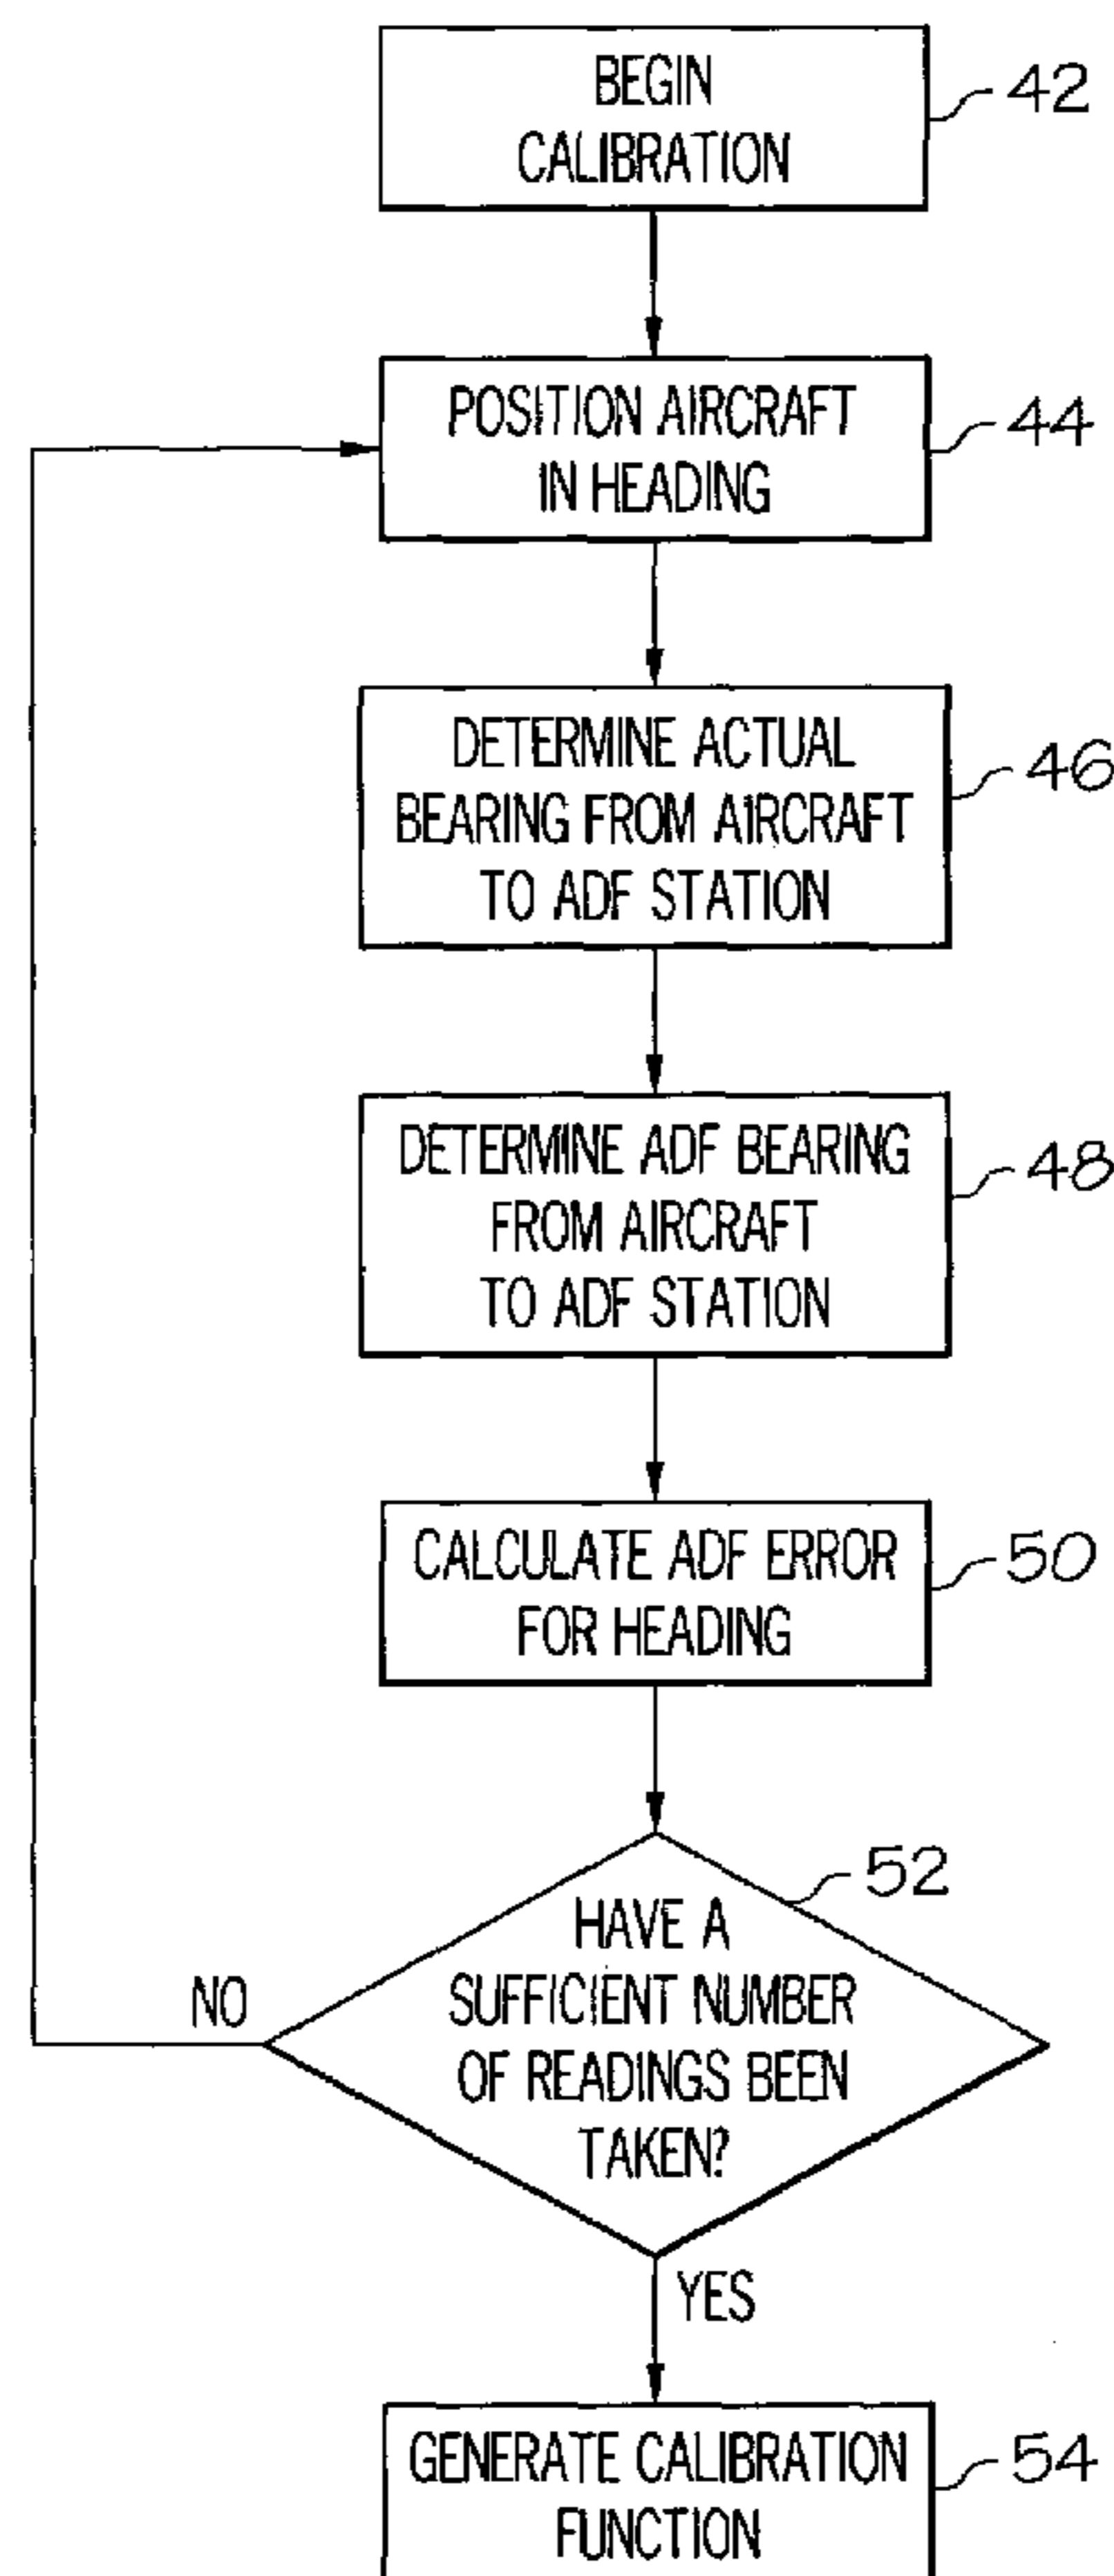 BEGIN
CALIBRATION
42
POSITION AIRCRAFT
IN HEADING
44
DETERMINE ACTUAL
BEARING FROM AIRCRAFT
TO ADF STATION
46
DETERMINE ADF BEARING
FROM AIRCRAFT
TO ADF STATION
48
CALCULATE ADF ERROR
FOR HEADING
50
52
HAVE A
SUFFICIENT NUMBER
OF READINGS BEEN
TAKEN?
NO
YES
GENERATE CALIBRATION
FUNCTION
54